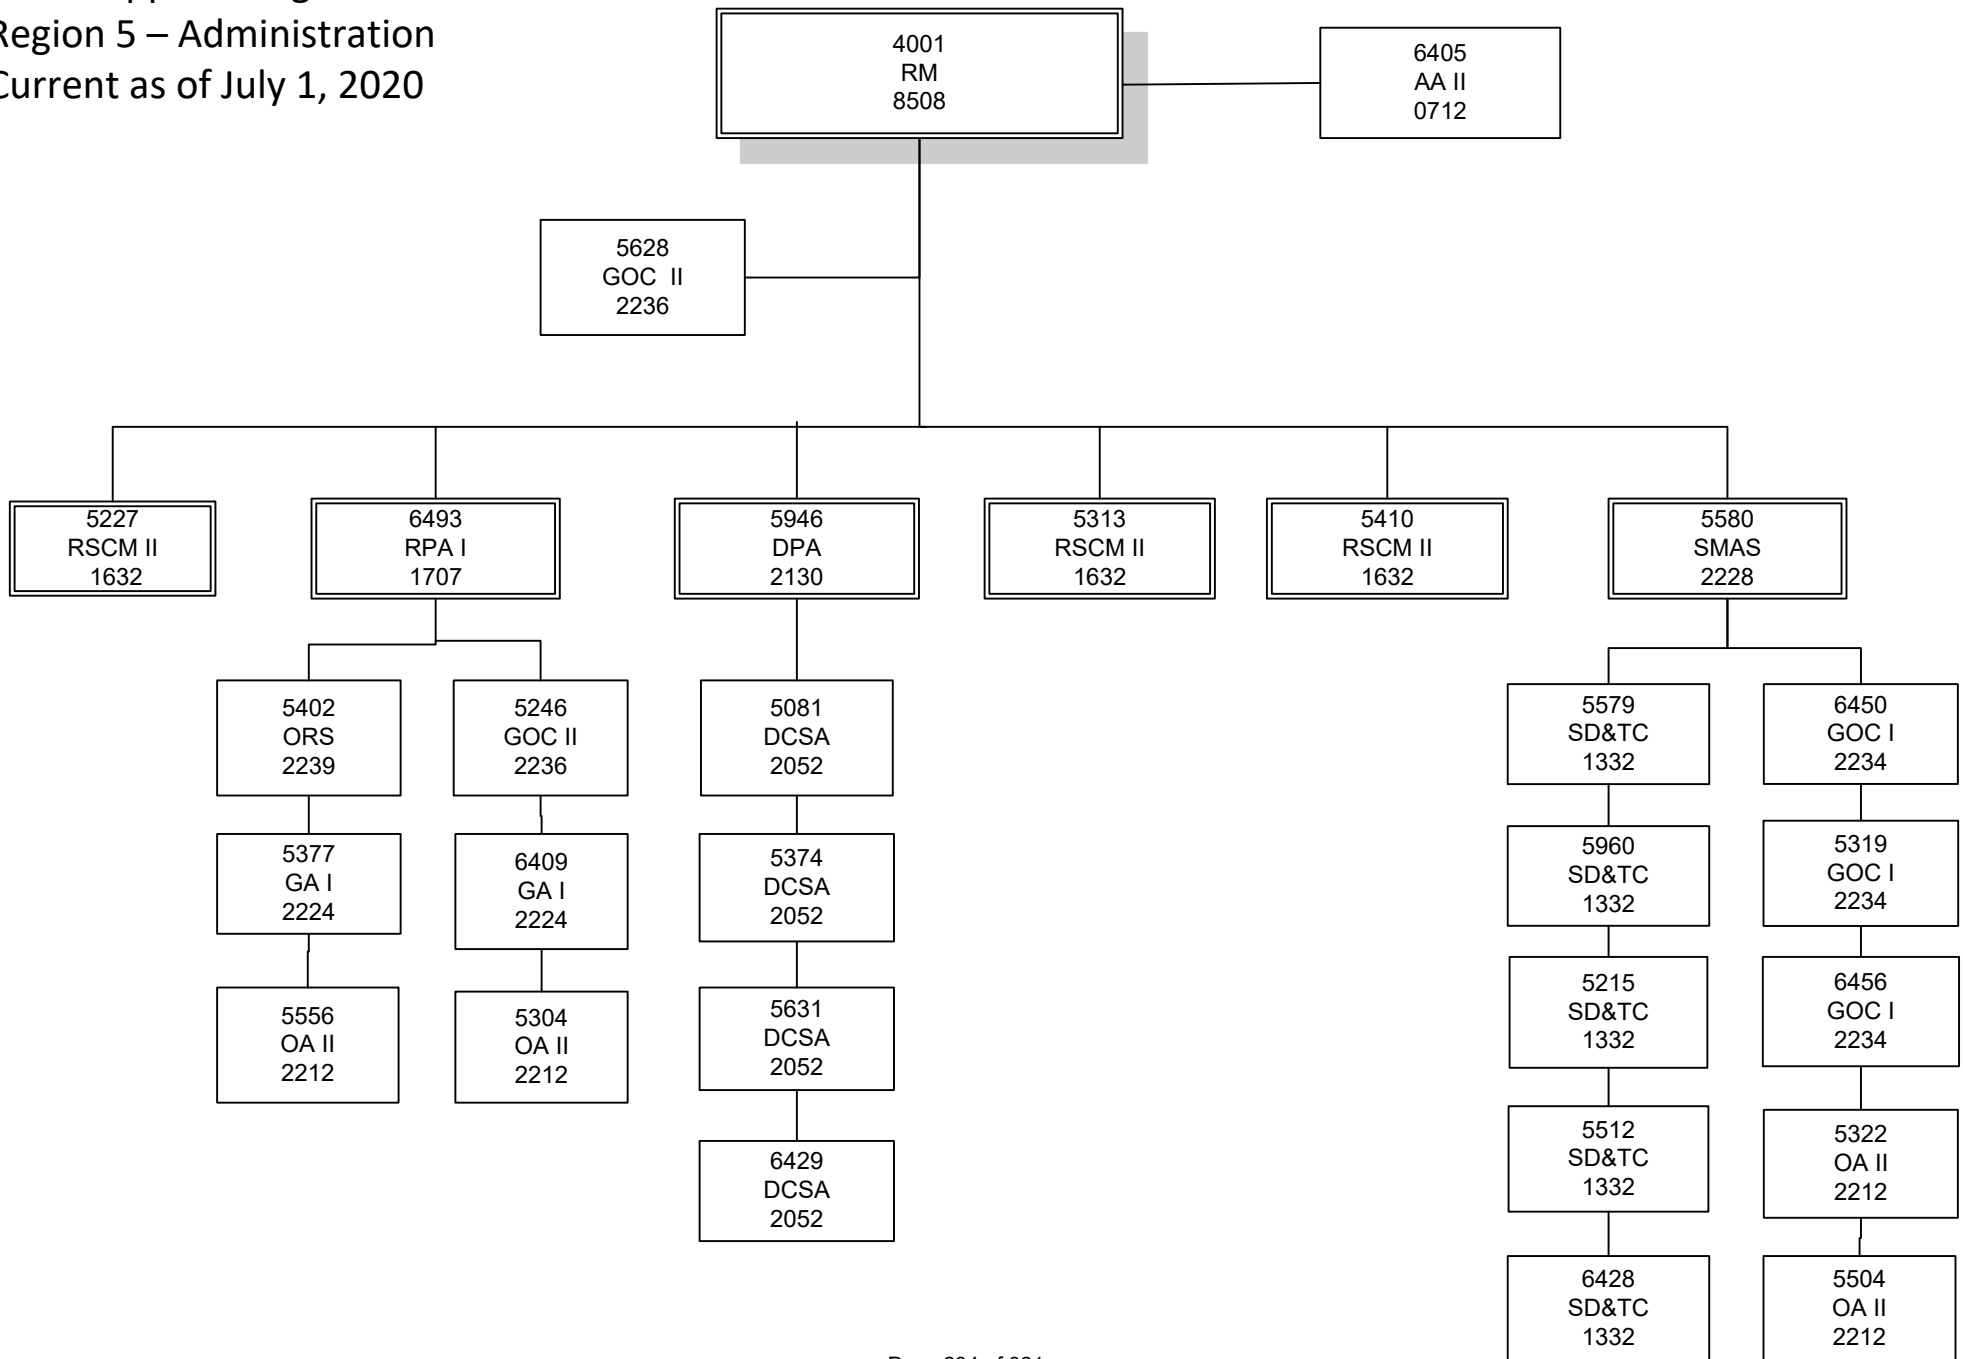 Region 5 – Administration
Current as of July 1, 2020
4001
RM
8508
6405
AA II
0712
5628
GOC II
2236
5227
RSCM II
1632
6493
RPA I
1707
5946
DPA
2130
5313
RSCM II
1632
5410
RSCM II
1632
5580
SMAS
2228
5402
ORS
2239
5246
GOC II
2236
5081
DCSA
2052
5579
SD&TC
1332
6450
GOC I
2234
5377
GA I
2224
6409
GA I
2224
5374
DCSA
2052
5960
SD&TC
1332
5319
GOC I
2234
5556
OA II
2212
5304
OA II
2212
5631
DCSA
2052
5215
SD&TC
1332
6456
GOC I
2234
6429
DCSA
2052
5512
SD&TC
1332
5322
OA II
2212
6428
SD&TC
1332
5504
OA II
2212